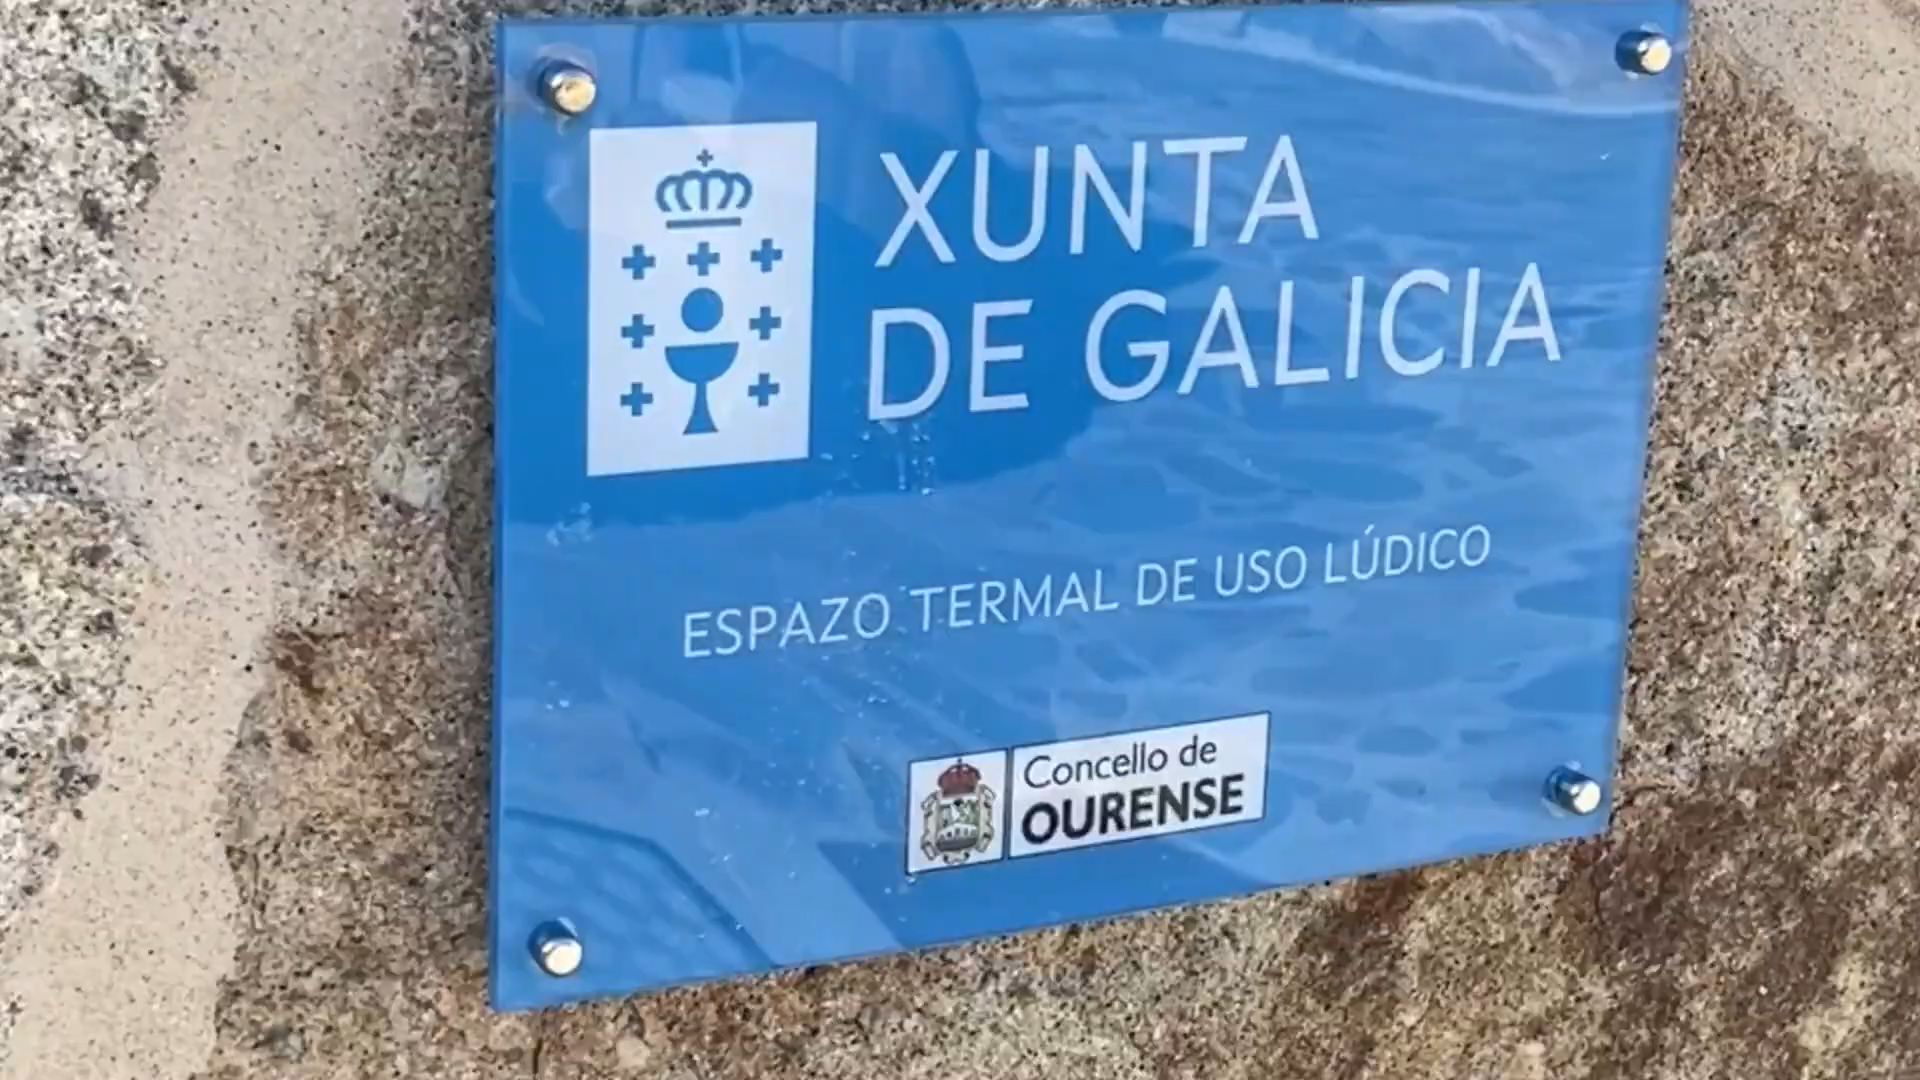 XUNTA
DE GALICIA
ESPAZO TERMAL DE USO LÚDICO
Concello de
OURENSE